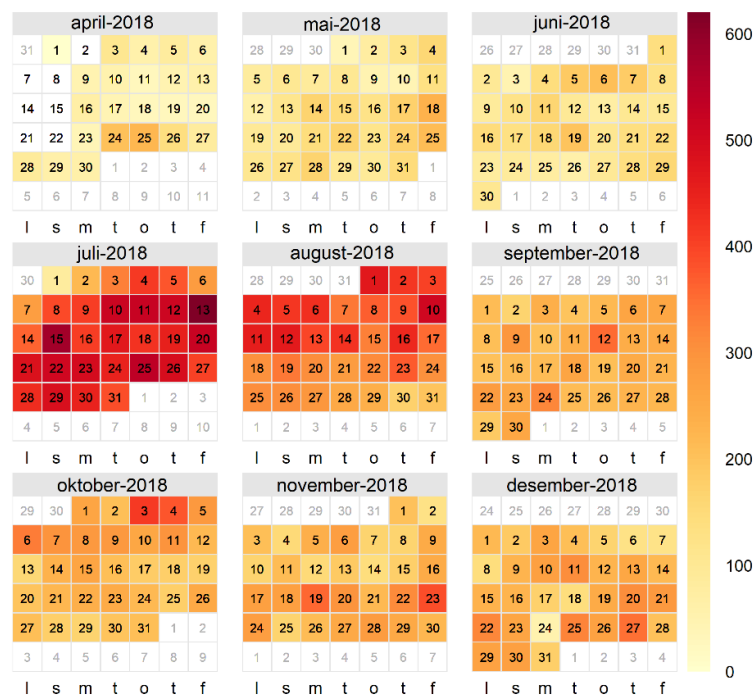 april-2018
31 1 2 3 4 5 6
7 8 9 10 11 12 13
14 15 16 17 18 19 20
21 22 23 24 25 26 27
28 29 30 1 2 3 4
5 6 7 8 9 10 11
l s m t o t f
mai-2018
28 29 30 1 2 3 4
5 6 7 8 9 10 11
12 13 14 15 16 17 18
19 20 21 22 23 24 25
26 27 28 29 30 31 1
2 3 4 5 6 7 8
l s m t o t f
juni-2018
26 27 28 29 30 31 1
2 3 4 5 6 7 8
9 10 11 12 13 14 15
16 17 18 19 20 21 22
23 24 25 26 27 28 29
30 1 2 3 4 5 6
l s m t o t f
juli-2018
30 1 2 3 4 5 6
7 8 9 10 11 12 13
14 15 16 17 18 19 20
21 22 23 24 25 26 27
28 29 30 31 1 2 3
4 5 6 7 8 9 10
l s m t o t f
august-2018
28 29 30 31 1 2 3
4 5 6 7 8 9 10
11 12 13 14 15 16 17
18 19 20 21 22 23 24
25 26 27 28 29 30 31
1 2 3 4 5 6 7
l s m t o t f
september-2018
25 26 27 28 29 30 31
1 2 3 4 5 6 7
8 9 10 11 12 13 14
15 16 17 18 19 20 21
22 23 24 25 26 27 28
29 30 1 2 3 4 5
l s m t o t f
oktober-2018
29 30 1 2 3 4 5
6 7 8 9 10 11 12
13 14 15 16 17 18 19
20 21 22 23 24 25 26
27 28 29 30 31 1 2
3 4 5 6 7 8 9
l s m t o t f
november-2018
27 28 29 30 31 1 2
3 4 5 6 7 8 9
10 11 12 13 14 15 16
17 18 19 20 21 22 23
24 25 26 27 28 29 30
1 2 3 4 5 6 7
l s m t o t f
desember-2018
24 25 26 27 28 29 30
1 2 3 4 5 6 7
8 9 10 11 12 13 14
15 16 17 18 19 20 21
22 23 24 25 26 27 28
29 30 31 1 2 3 4
l s m t o t f
600
500
400
300
200
100
0